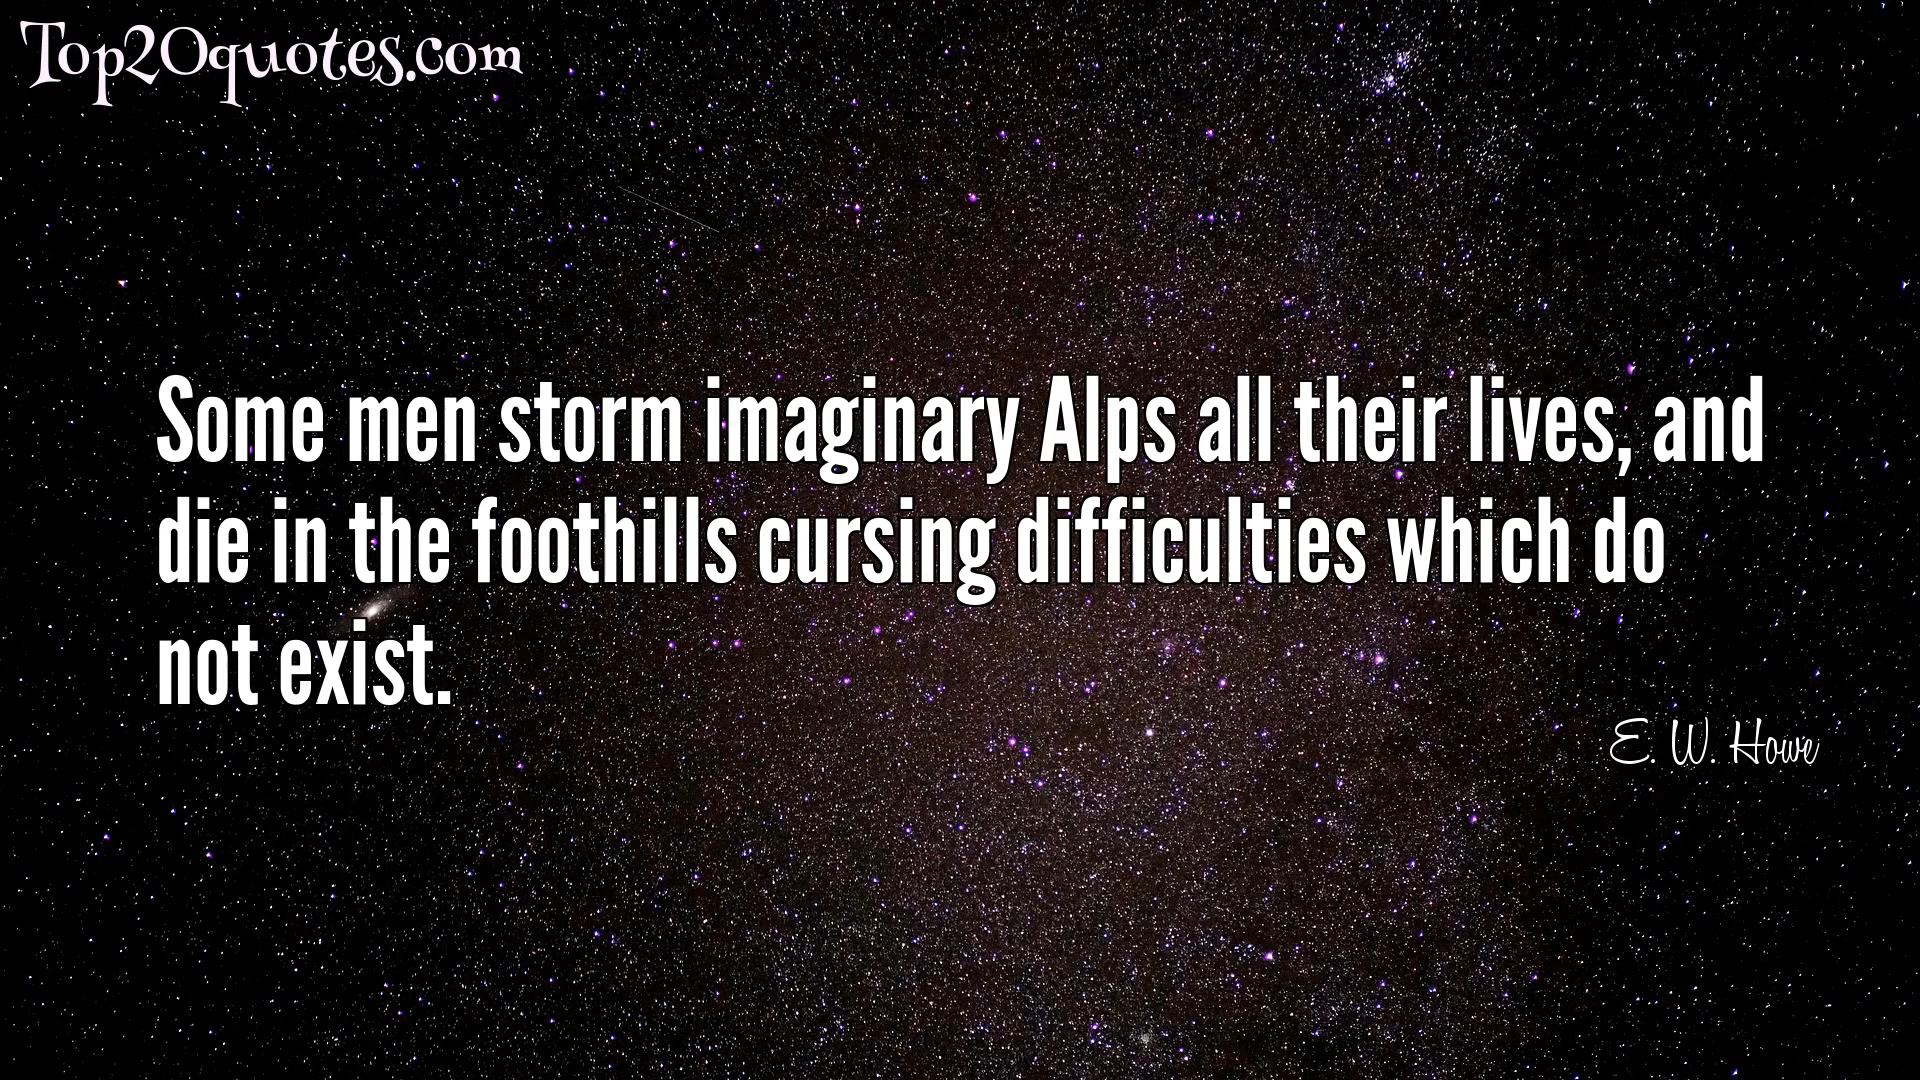 Top20quotes.com
Some men storm imaginary Alps all their lives, and
die in the foothills cursing difficulties which do
not exist.
E. W. Howe